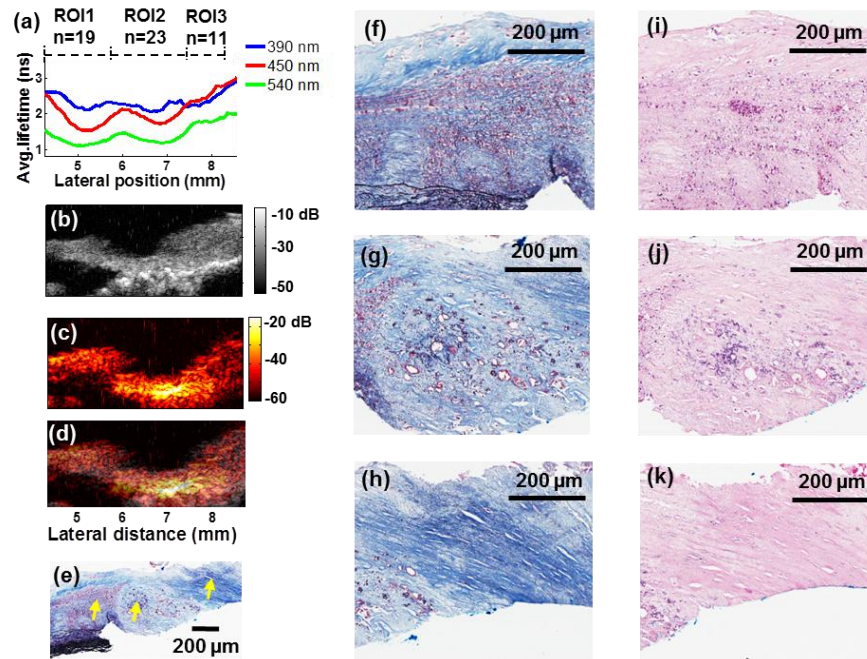 (a)
ROI1 ROI2 ROI3
n=19 n=23 n=11
390 nm
450 nm
540 nm
Avg.lifetime (ns)
3
2
1
5 6 7 8
Lateral position (mm)
(b)
-10 dB
-30
-50
(c)
-20 dB
-40
-60
(d)
5 6 7 8
Lateral distance (mm)
(e)
200 µm
(f)
200 µm
(g)
200 µm
(h)
200 µm
(i)
200 µm
(j)
200 µm
(k)
200 µm